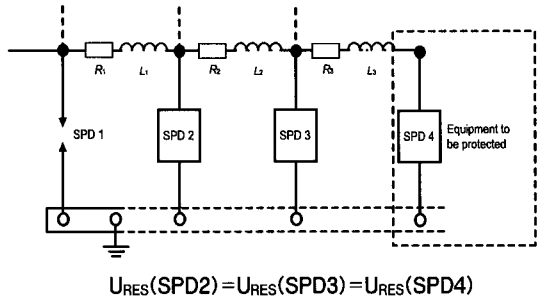 R1 L1 R2 L2 R3 L3
SPD 1 SPD 2 SPD 3 SPD 4 Equipment to
be protected
URES(SPD2)=URES(SPD3)=URES(SPD4)